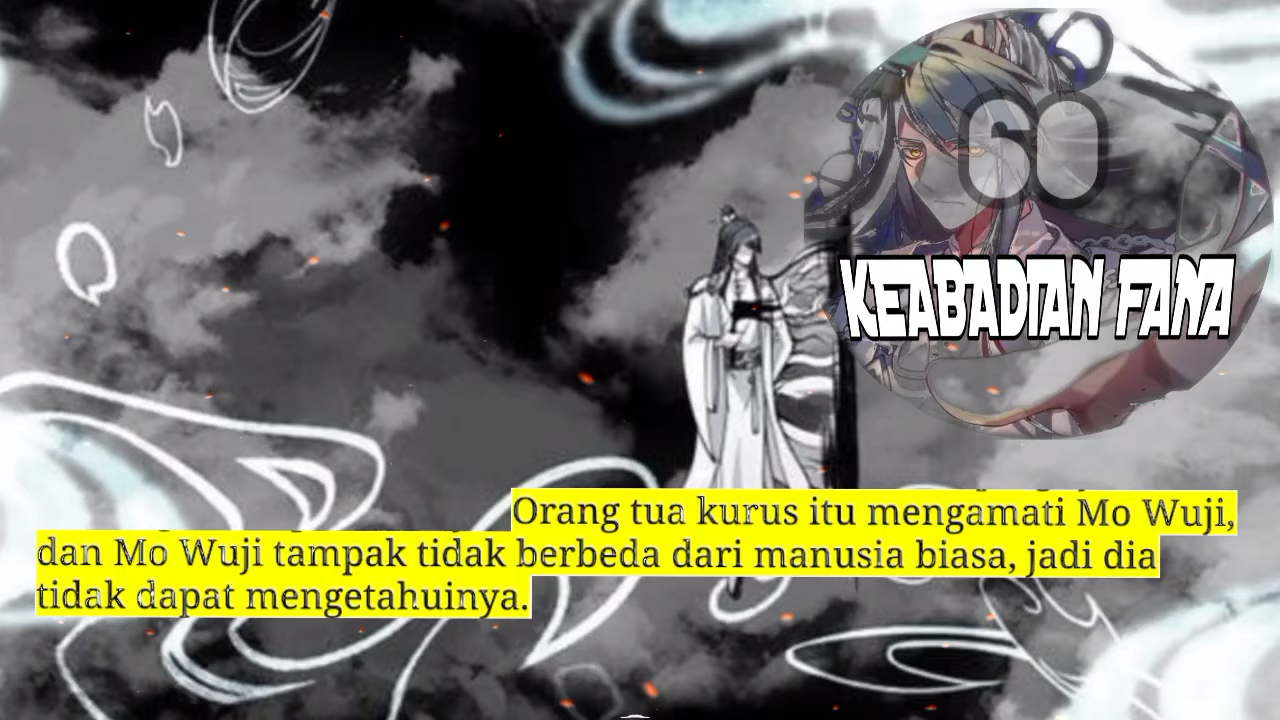 60
KEABADIAN FANA
Orang tua kurus itu mengamati Mo Wuji,
dan Mo Wuji tampak tidak berbeda dari manusia biasa, jadi dia
tidak dapat mengetahuinya.